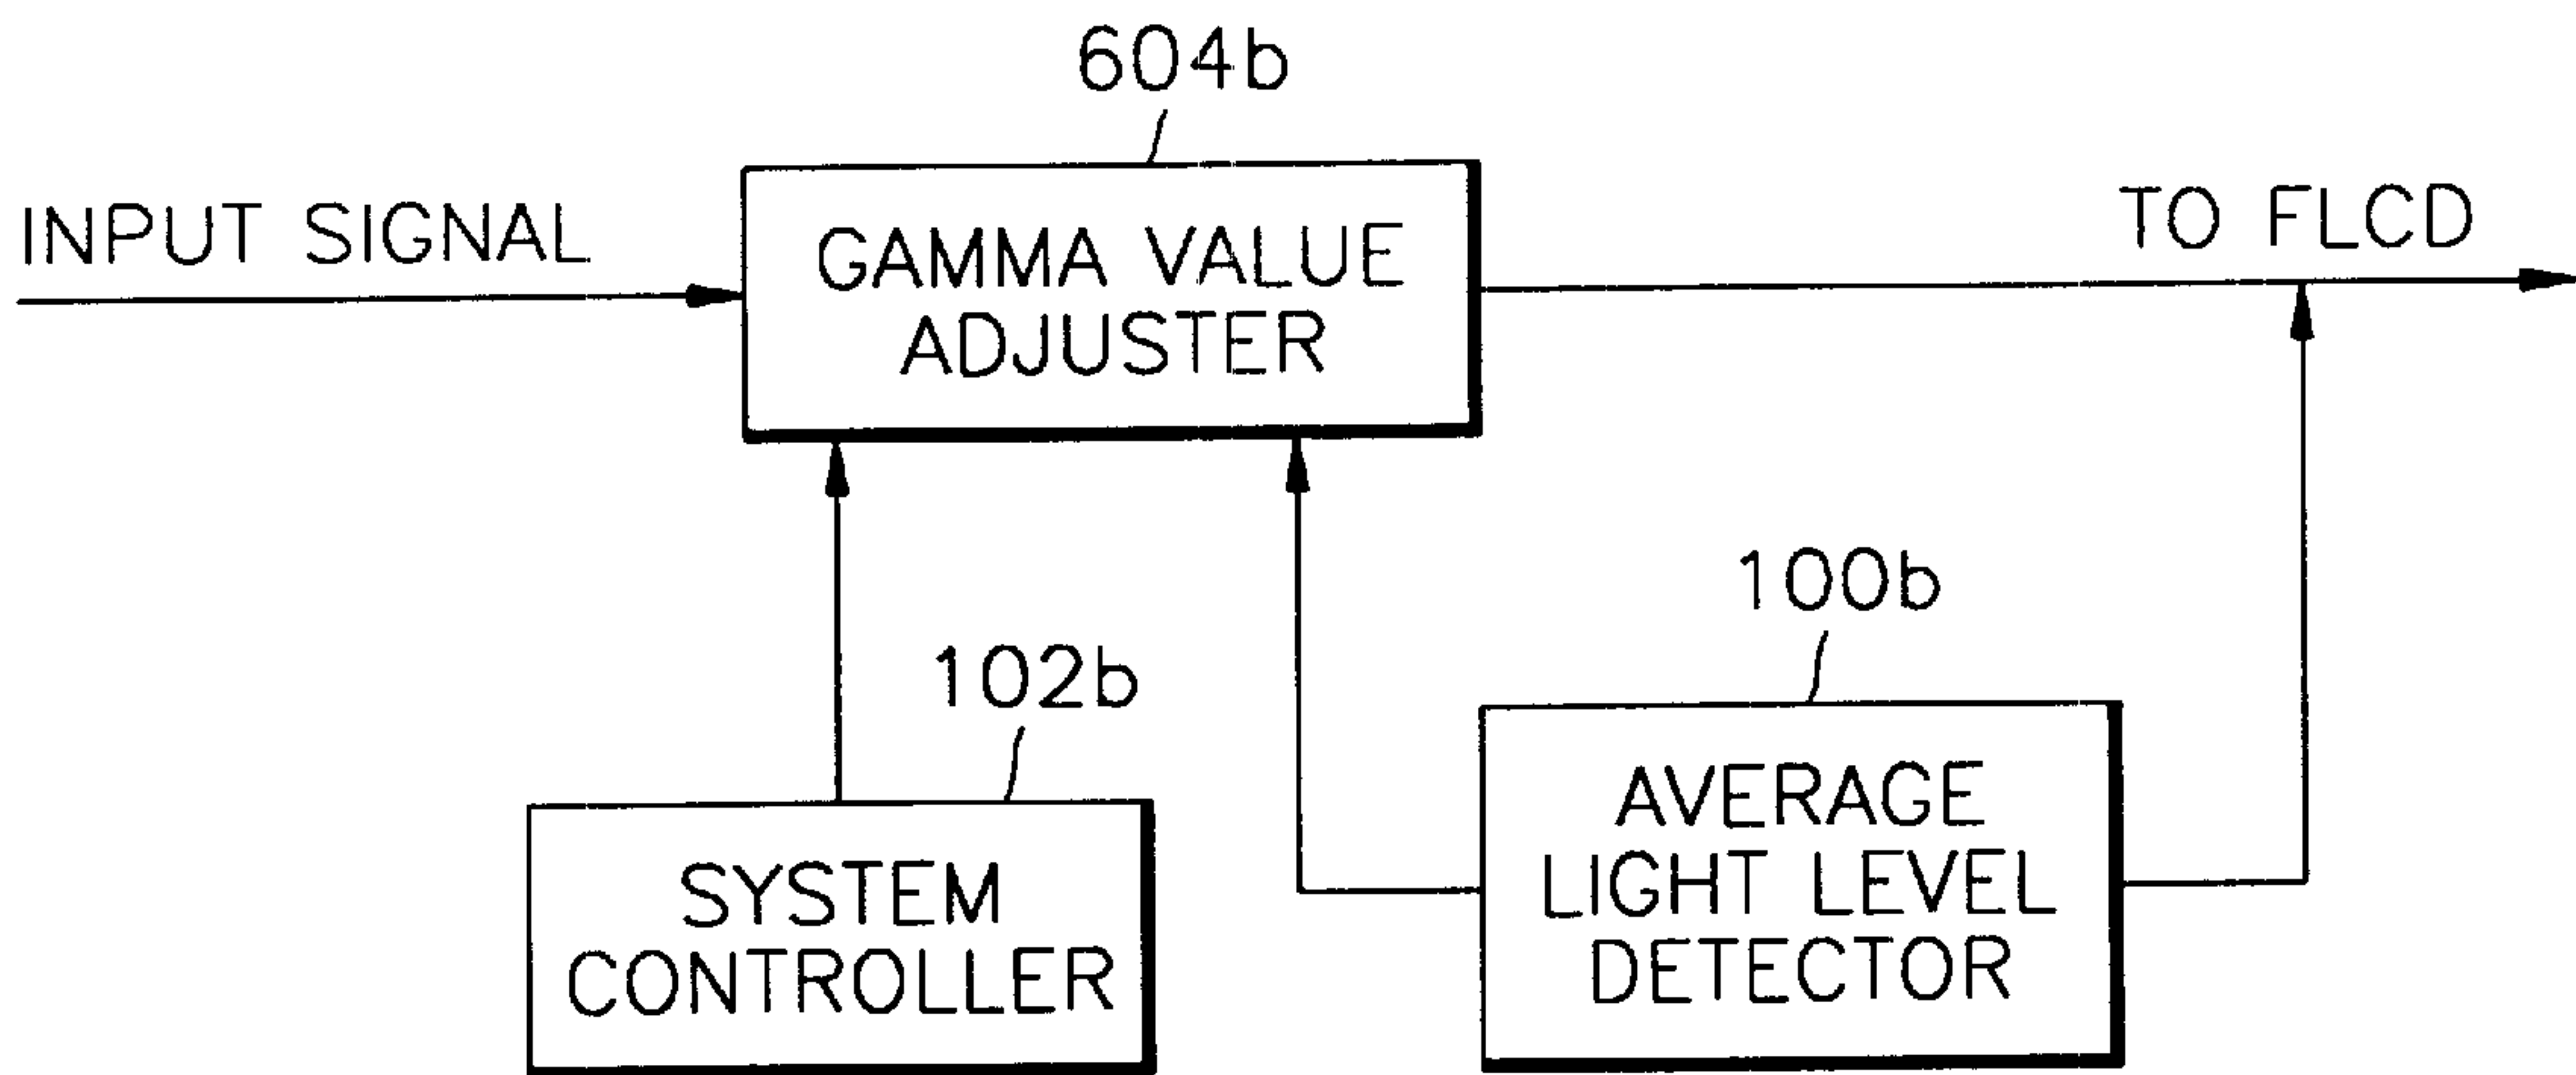 604b
INPUT SIGNAL
TO FLCD
GAMMA VALUE
ADJUSTER
100b
102b
AVERAGE
LIGHT LEVEL
DETECTOR
SYSTEM
CONTROLLER